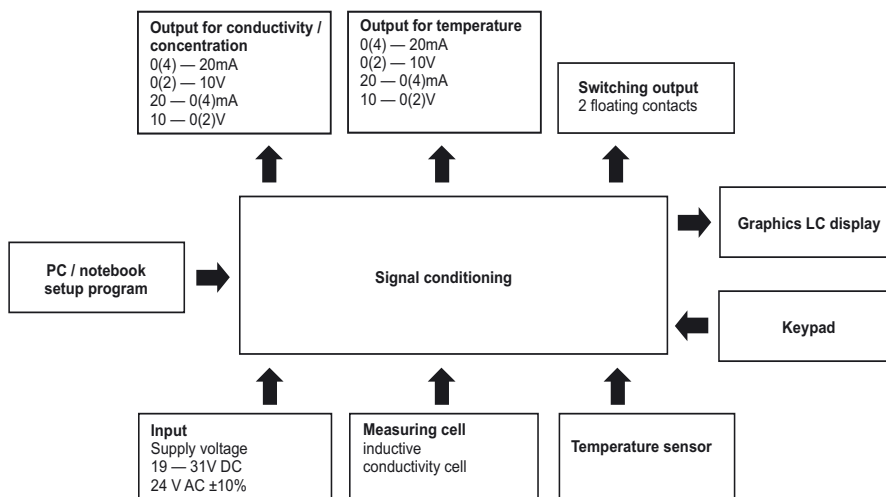 Output for conductivity /
concentration
0(4) — 20mA
0(2) — 10V
20 — 0(4)mA
10 — 0(2)V
Output for temperature
0(4) — 20mA
0(2) — 10V
20 — 0(4)mA
10 — 0(2)V
Switching output
2 floating contacts
Graphics LC display
PC / notebook
setup program
Signal conditioning
Keypad
Input
Supply voltage
19 — 31V DC
24 V AC ±10%
Measuring cell
inductive
conductivity cell
Temperature sensor